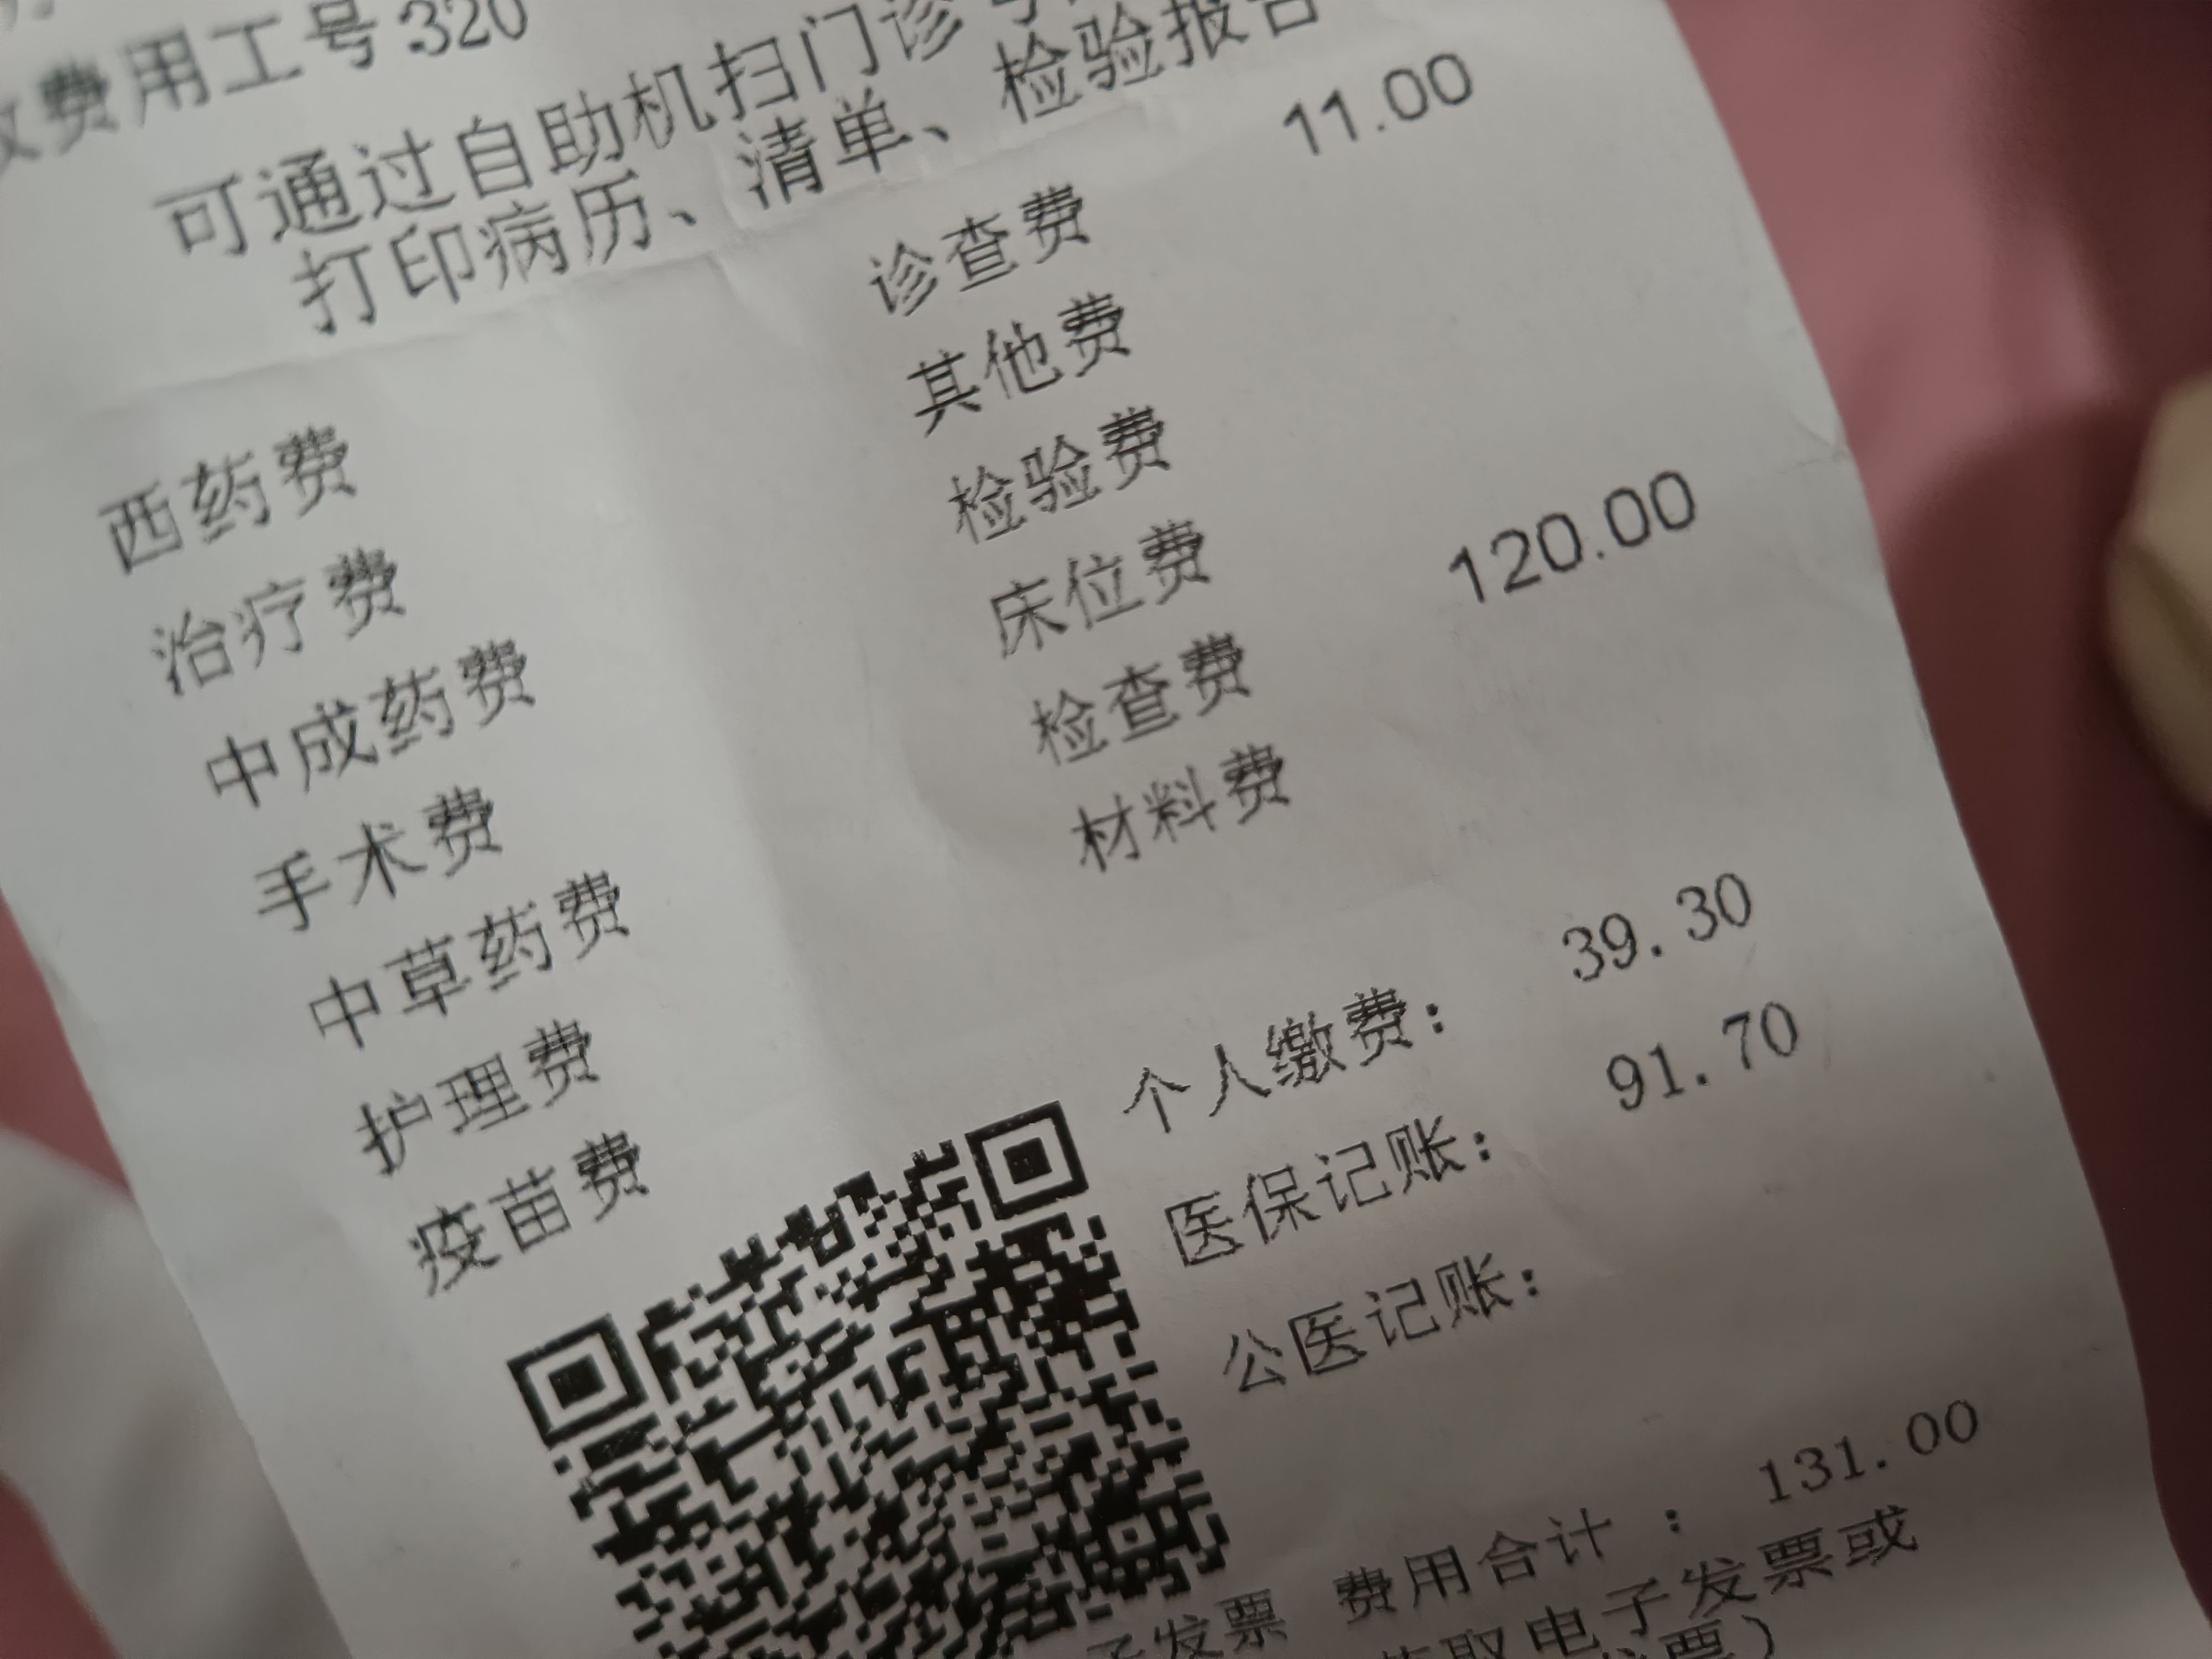 费用工号320
可通过自助机扫门诊
打印病历、清单、检验报告
西药费 诊查费 11.00
治疗费 其他费
中成药费 检验费
手术费 床位费
中草药费 检查费 120.00
护理费 材料费
疫苗费
个人缴费： 39.30
医保记账： 91.70
公医记账：
子发票 费用合计 ： 131.00
取电子发票或
票）